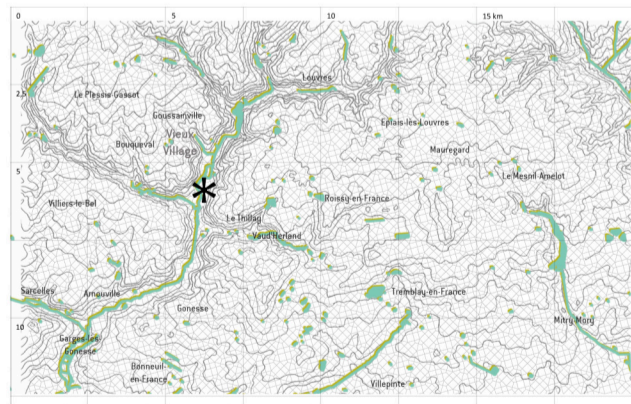 0
5
10
15 km
Louvres
2,5
Le Plessis-Gassot
Goussainville
Epiais-lès-Louvres
Vieux
Village
Bouqueval
Mauregard
5
Le Mesnil-Amelot
Villiers-le-Bel
Roissy-en-France
Le Thillay
Vaud'Herland
Sarcelles
Arnouville
Tremblay-en-France
Gonesse
10
Mitry-Mory
Garges-lès-
Gonesse
Bonneuil-
en-France
Villepinte